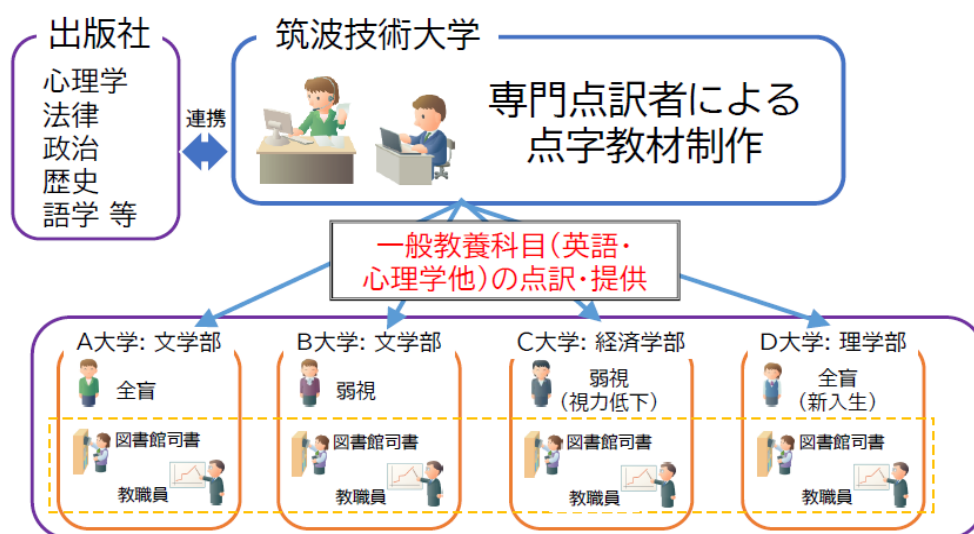 出版社
心理学
法律
政治
歴史
語学 等
連携
筑波技術大学
専門点訳者による
点字教材制作
一般教養科目(英語・
心理学他)の点訳・提供
A大学: 文学部
全盲
図書館司書
教職員
B大学: 文学部
弱視
図書館司書
教職員
C大学: 経済学部
弱視
(視力低下)
図書館司書
教職員
D大学: 理学部
全盲
(新入生)
図書館司書
教職員